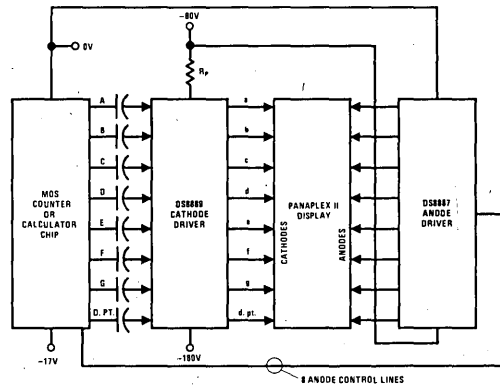 -80V
0V
Rp
A
a
B
b
C
c
D
d
E
e
F
f
G
g
D. PT.
d. pt.
MOS
COUNTER
OR
CALCULATOR
CHIP
DS8889
CATHODE
DRIVER
CATHODES
PANAPLEX II
DISPLAY
ANODES
DS8887
ANODE
DRIVER
-17V
-160V
8 ANODE CONTROL LINES